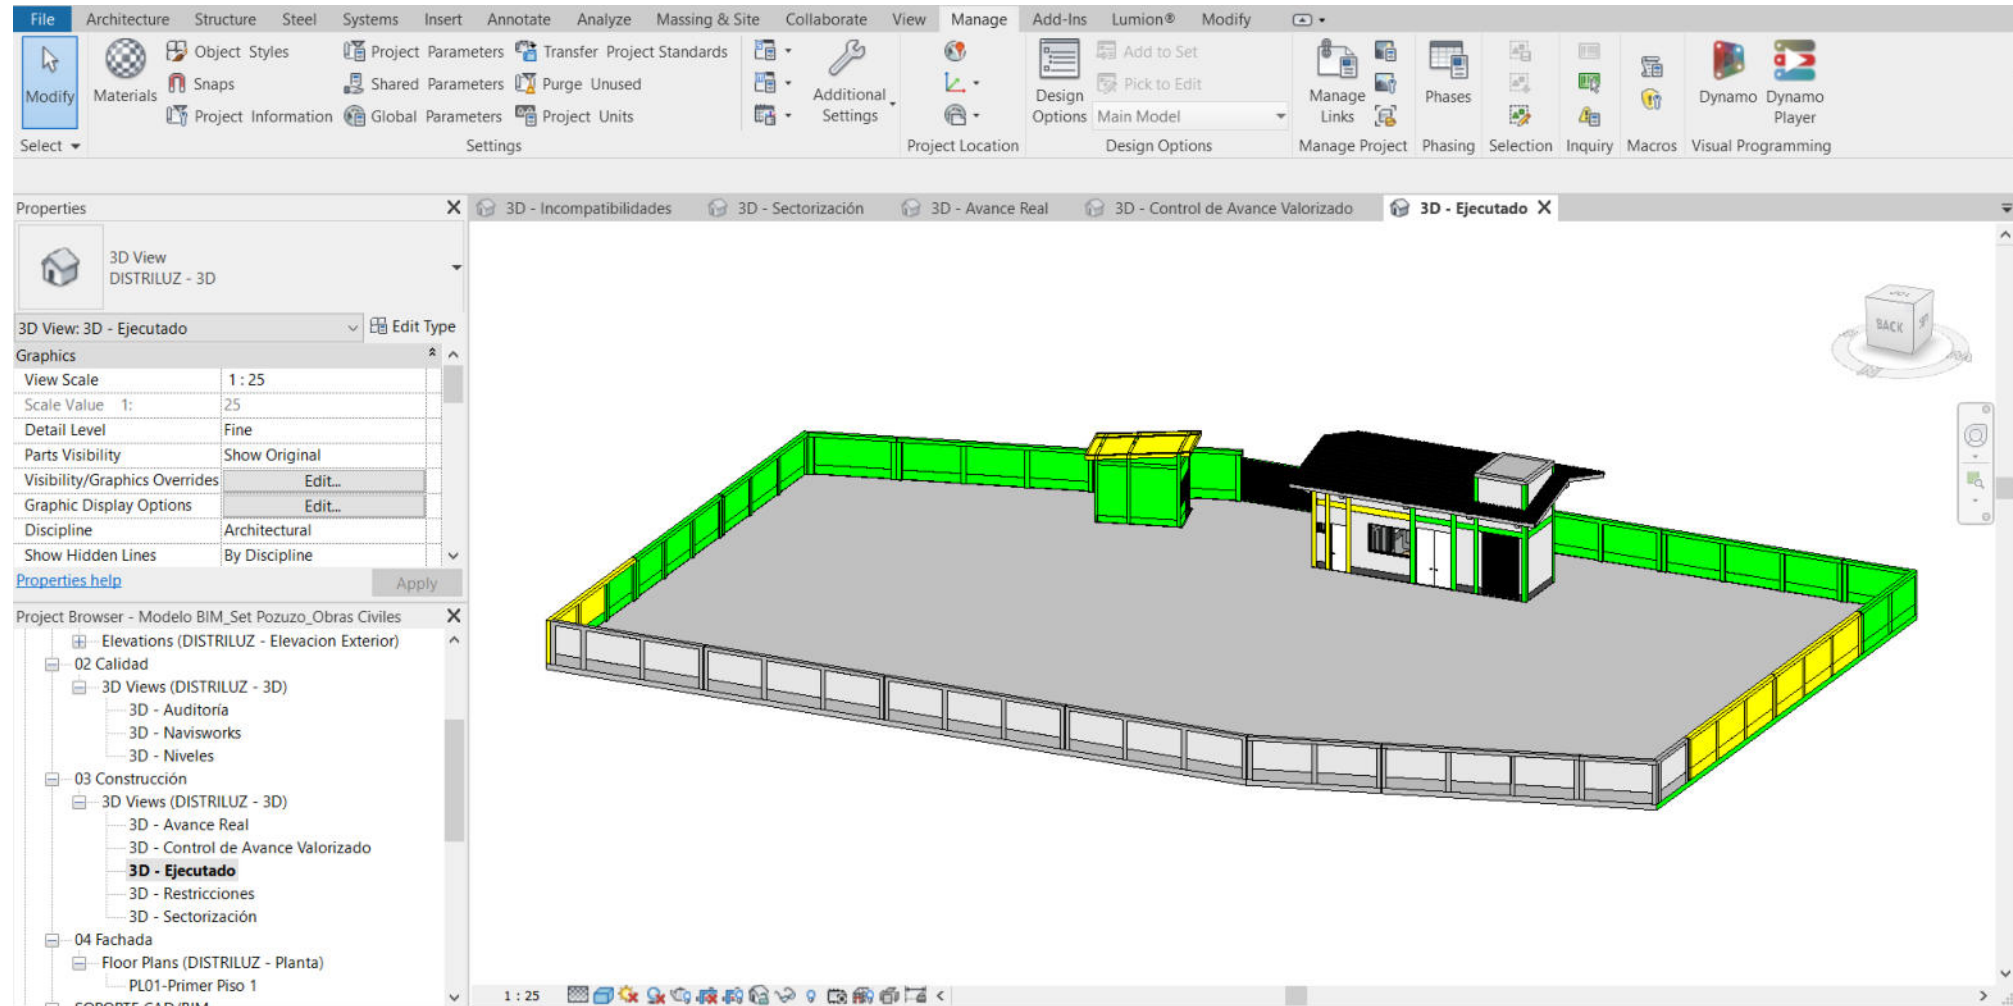 File Architecture Structure Steel Systems Insert Annotate Analyze Massing & Site Collaborate View Manage Add-Ins Lumion® Modify
Modify
Materials
Object Styles
Snaps
Project Information
Project Parameters
Shared Parameters
Global Parameters
Transfer Project Standards
Purge Unused
Project Units
Additional
Settings
Design
Options
Add to Set
Pick to Edit
Main Model
Manage
Links
Phases
Dynamo
Dynamo
Player
Select Settings Project Location Design Options Manage Project Phasing Selection Inquiry Macros Visual Programming
Properties
3D - Incompatibilidades 3D - Sectorización 3D - Avance Real 3D - Control de Avance Valorizado 3D - Ejecutado
3D View
DISTRILUZ - 3D
3D View: 3D - Ejecutado Edit Type
Graphics
View Scale 1 : 25
Scale Value 1: 25
Detail Level Fine
Parts Visibility Show Original
Visibility/Graphics Overrides Edit...
Graphic Display Options Edit...
Discipline Architectural
Show Hidden Lines By Discipline
Properties help Apply
BACK
Project Browser - Modelo BIM_Set Pozuzo_Obras Civiles
Elevations (DISTRILUZ - Elevacion Exterior)
02 Calidad
3D Views (DISTRILUZ - 3D)
3D - Auditoría
3D - Navisworks
3D - Niveles
03 Construcción
3D Views (DISTRILUZ - 3D)
3D - Avance Real
3D - Control de Avance Valorizado
3D - Ejecutado
3D - Restricciones
3D - Sectorización
04 Fachada
Floor Plans (DISTRILUZ - Planta)
PL01-Primer Piso 1
SOPORTE CAD/BIM
1 : 25